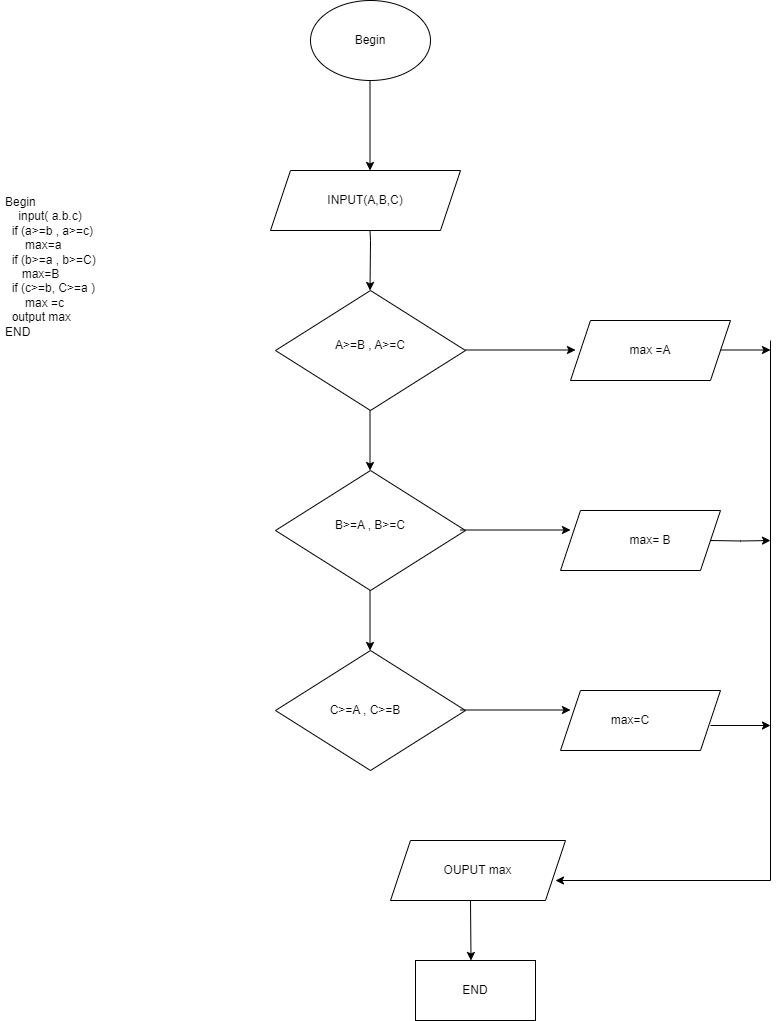 Begin
INPUT(A,B,C)
Begin
input( a.b.c)
if (a>=b , a>=c)
max=a
if (b>=a , b>=C)
max=B
if (c>=b, C>=a )
max =c
output max
END
A>=B , A>=C
max =A
B>=A , B>=C
max= B
C>=A , C>=B
max=C
OUPUT max
END